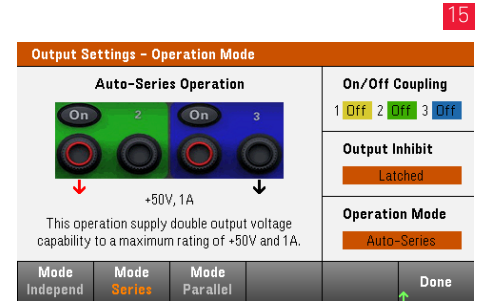 15
Output Settings – Operation Mode
Auto-Series Operation
On 2 On 3
+50V, 1A
This operation supply double output voltage
capability to a maximum rating of +50V and 1A.
On/Off Coupling
1 Off 2 Off 3 Off
Output Inhibit
Latched
Operation Mode
Auto-Series
Mode Mode Mode
Independ Series Parallel
Done